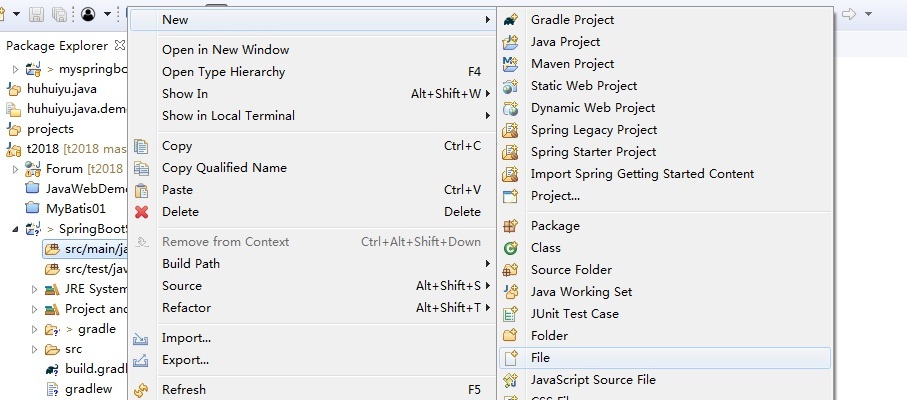 Package Explorer
> myspringbo
huhuiyu.java
huhuiyu.java.dem
projects
t2018 [t2018 mas
Forum [t2018
JavaWebDem
MyBatis01
> SpringBootS
src/main/ja
src/test/jav
JRE System
Project and
> gradle
src
build.gradl
gradlew
New
Open in New Window
Open Type Hierarchy F4
Show In Alt+Shift+W
Show in Local Terminal
Copy Ctrl+C
Copy Qualified Name
Paste Ctrl+V
Delete Delete
Remove from Context Ctrl+Alt+Shift+Down
Build Path
Source Alt+Shift+S
Refactor Alt+Shift+T
Import...
Export...
Refresh F5
Gradle Project
Java Project
Maven Project
Static Web Project
Dynamic Web Project
Spring Legacy Project
Spring Starter Project
Import Spring Getting Started Content
Project...
Package
Class
Source Folder
Java Working Set
JUnit Test Case
Folder
File
JavaScript Source File
CSS File